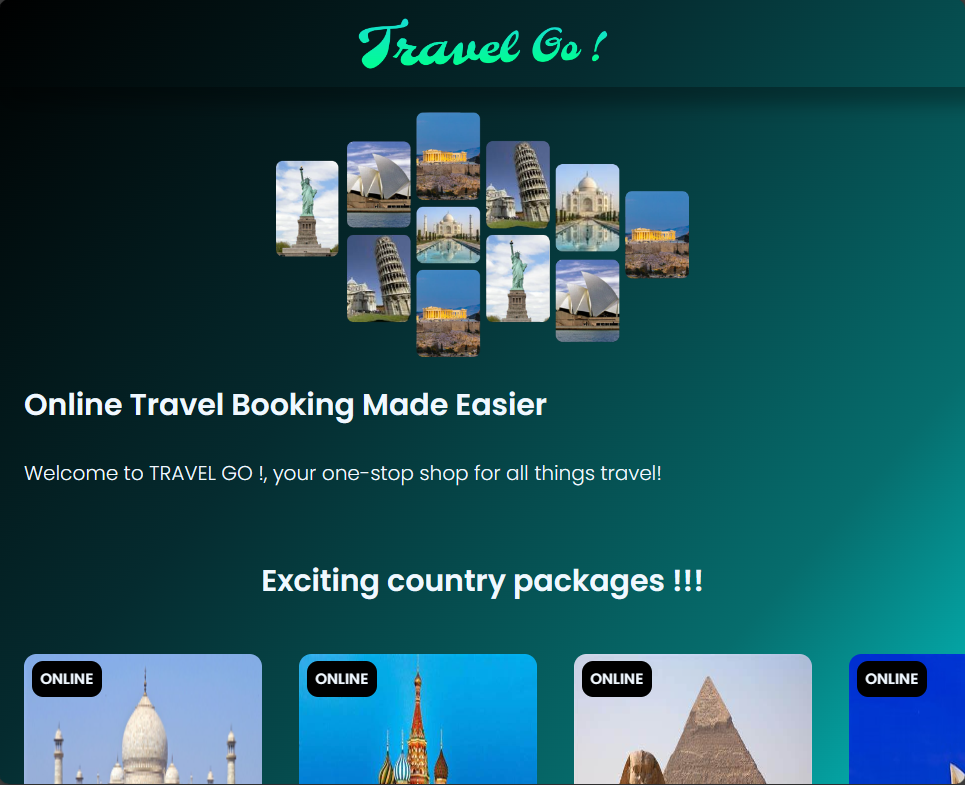 Travel Go !
Online Travel Booking Made Easier
Welcome to TRAVEL GO !, your one-stop shop for all things travel!
Exciting country packages !!!
ONLINE
ONLINE
ONLINE
ONLINE